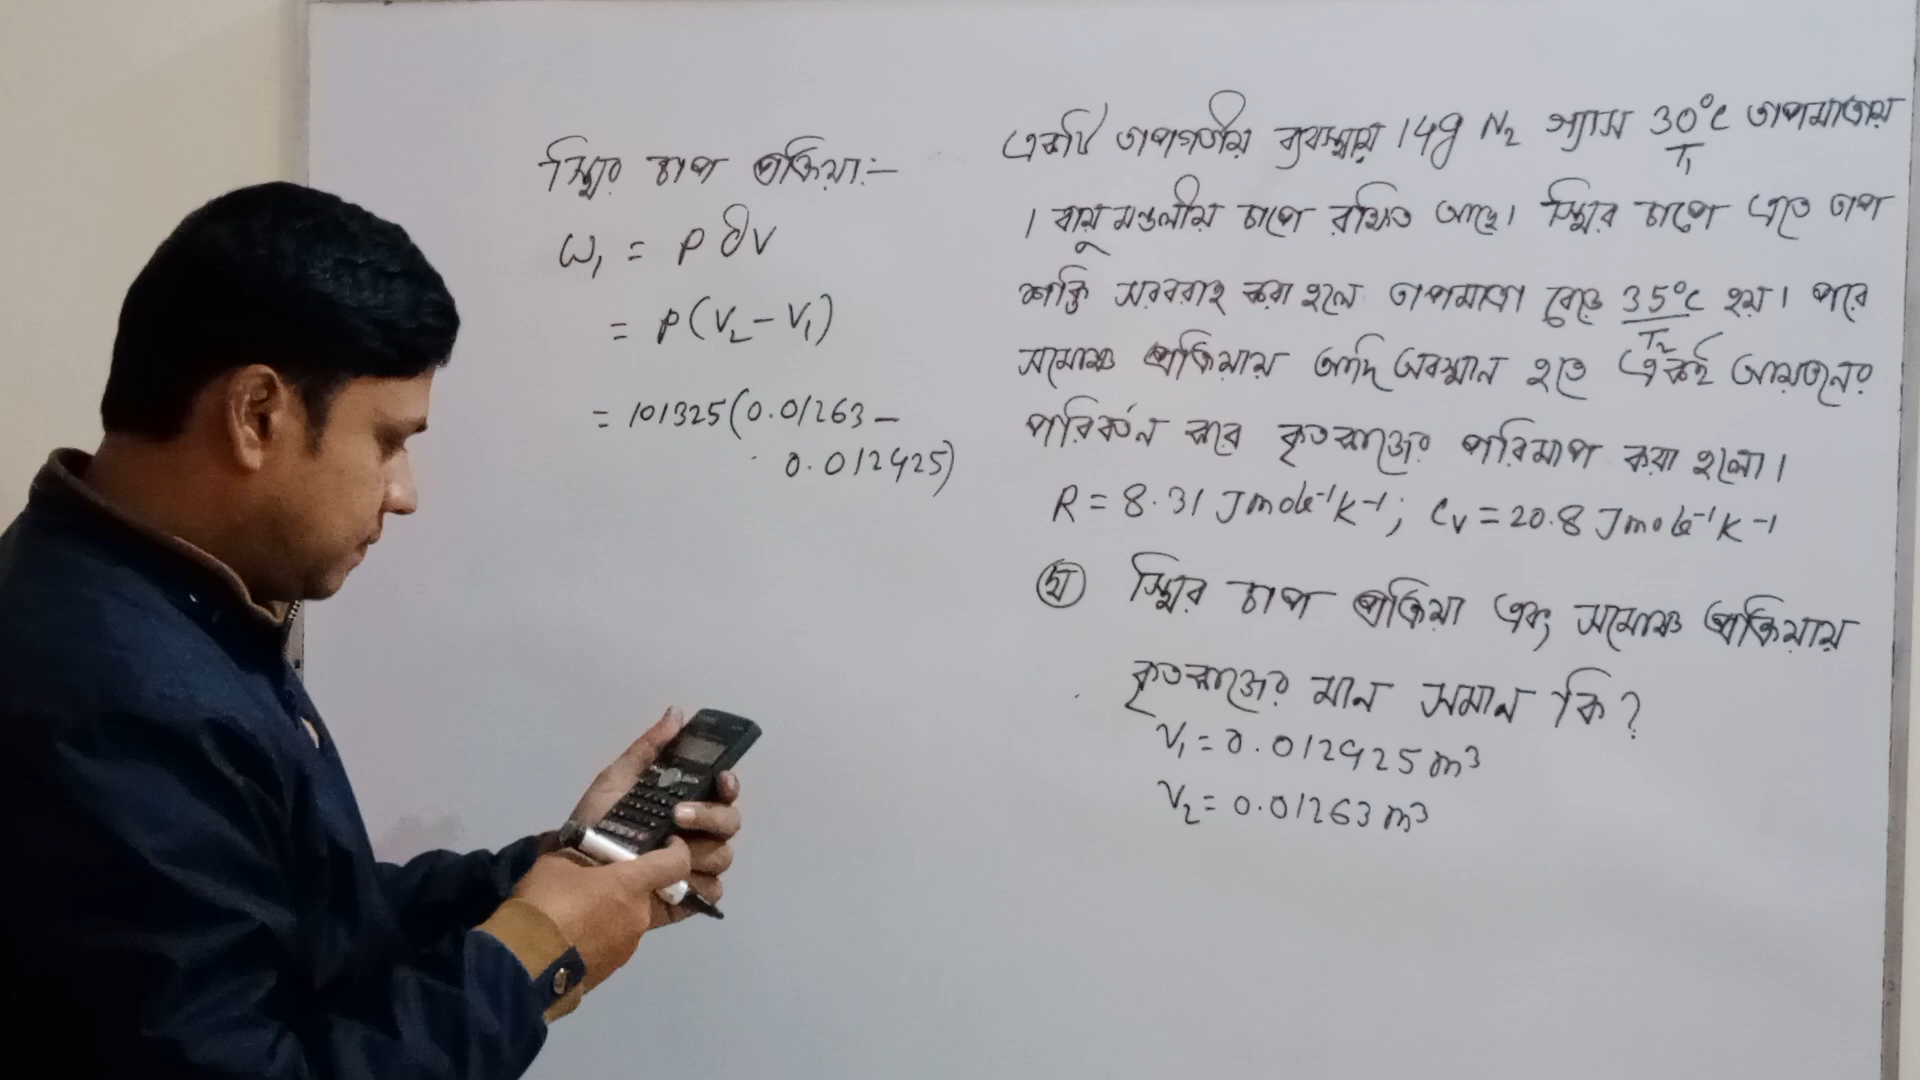 স্থির চাপ প্রক্রিয়া:-
W₁ = P ∂V
= P(V₂ - V₁)
= 101325(0.01263 -
0.012425)
একটি তাপগতীয় ব্যবস্থায় 14g N₂ গ্যাস 30°C তাপমাত্রায়
T₁
1 বায়ুমন্ডলীয় চাপে রক্ষিত আছে। স্থির চাপে এতে তাপ
শক্তি সরবরাহ করা হলে তাপমাত্রা বেড়ে 35°C হয়। পরে
T₂
সমোষ্ণ প্রক্রিয়ায় আদি অবস্থান হতে একই আয়তনের
পরিবর্তন করে কৃতকাজের পরিমাপ করা হলো।
R = 8.31 Jmole⁻¹K⁻¹; Cv = 20.8 Jmole⁻¹K⁻¹
ঘ স্থির চাপ প্রক্রিয়া এবং সমোষ্ণ প্রক্রিয়ায়
কৃতকাজের মান সমান কি?
V₁ = 0.012425 m³
V₂ = 0.01263 m³